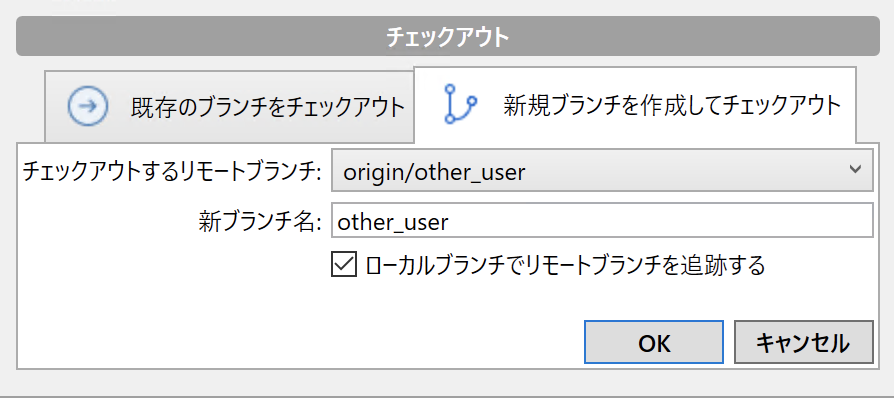 チェックアウト
既存のブランチをチェックアウト
新規ブランチを作成してチェックアウト
チェックアウトするリモートブランチ: origin/other_user
新ブランチ名: other_user
ローカルブランチでリモートブランチを追跡する
OK キャンセル